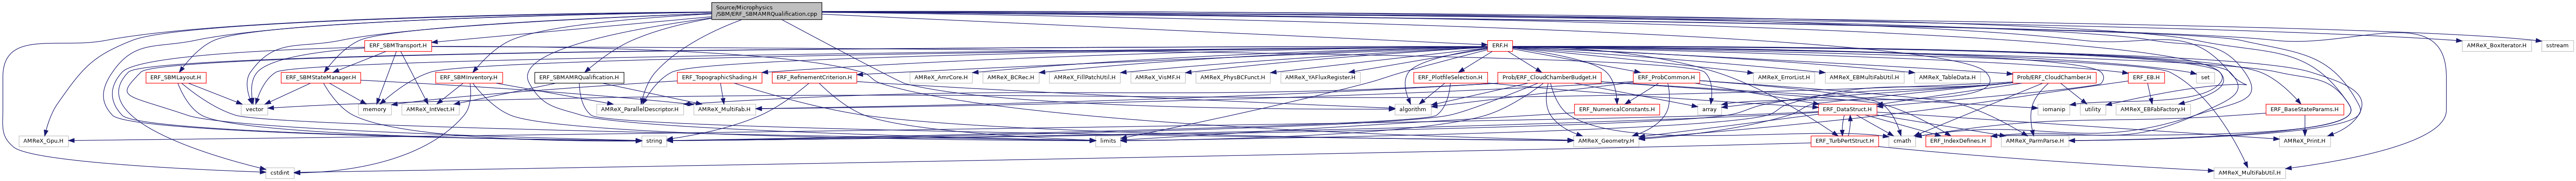 Source/Microphysics
/SBM/ERF_SBMAMRQualification.cpp
ERF_SBMTransport.H
ERF.H
AMReX_BoxIterator.H
sstream
ERF_SBMLayout.H
ERF_SBMStateManager.H
ERF_SBMInventory.H
ERF_SBMAMRQualification.H
ERF_TopographicShading.H
ERF_RefinementCriterion.H
AMReX_AmrCore.H
AMReX_BCRec.H
AMReX_FillPatchUtil.H
AMReX_VisMF.H
AMReX_PhysBCFunct.H
AMReX_YAFluxRegister.H
ERF_PlotfileSelection.H
Prob/ERF_CloudChamberBudget.H
ERF_ProbCommon.H
AMReX_ErrorList.H
AMReX_EBMultiFabUtil.H
AMReX_TableData.H
Prob/ERF_CloudChamber.H
ERF_EB.H
set
vector
memory
AMReX_IntVect.H
AMReX_ParallelDescriptor.H
AMReX_MultiFab.H
algorithm
ERF_NumericalConstants.H
array
ERF_DataStruct.H
iomanip
utility
AMReX_EBFabFactory.H
ERF_BaseStateParams.H
AMReX_Gpu.H
string
limits
AMReX_Geometry.H
ERF_TurbPertStruct.H
cmath
ERF_IndexDefines.H
AMReX_ParmParse.H
AMReX_Print.H
cstdint
AMReX_MultiFabUtil.H